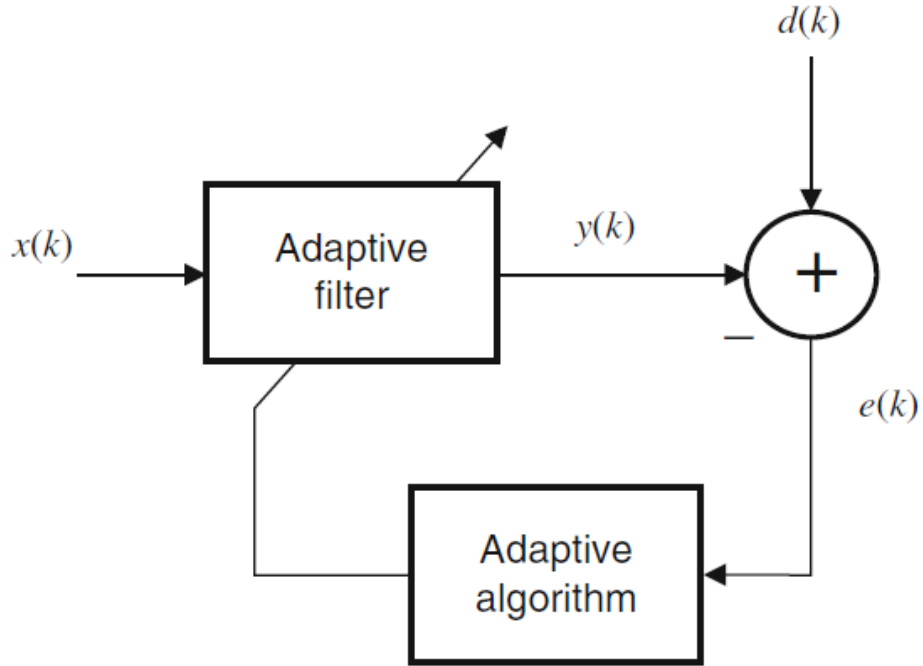 d(k)
x(k)
Adaptive
filter
y(k)
+
−
e(k)
Adaptive
algorithm